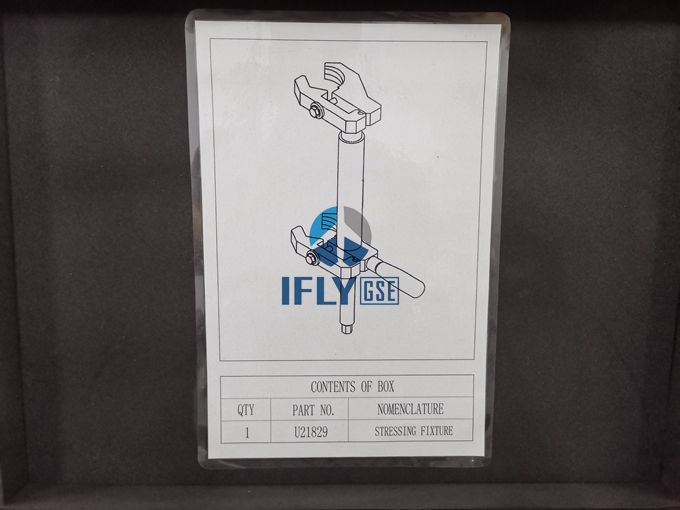 IFLY GSE
CONTENTS OF BOX
QTY PART NO. NOMENCLATURE
1 U21829 STRESSING FIXTURE